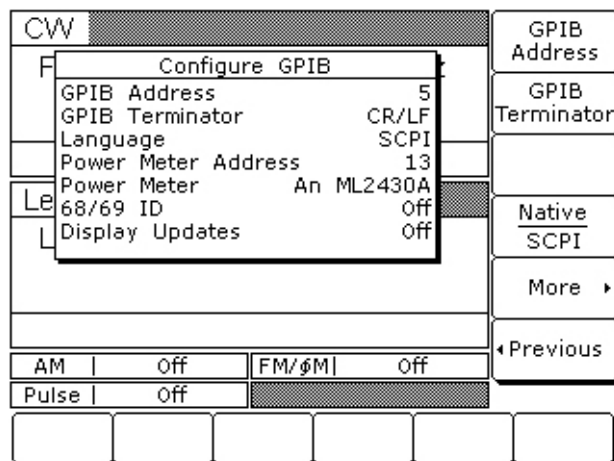 CW
F
z
Configure GPIB
GPIB Address 5
GPIB Terminator CR/LF
Language SCPI
Power Meter Address 13
Power Meter An ML2430A
68/69 ID Off
Display Updates Off
Le
L
AM | Off
FM/ϕM| Off
Pulse | Off
GPIB
Address
GPIB
Terminator
Native
SCPI
More ▸
◂Previous